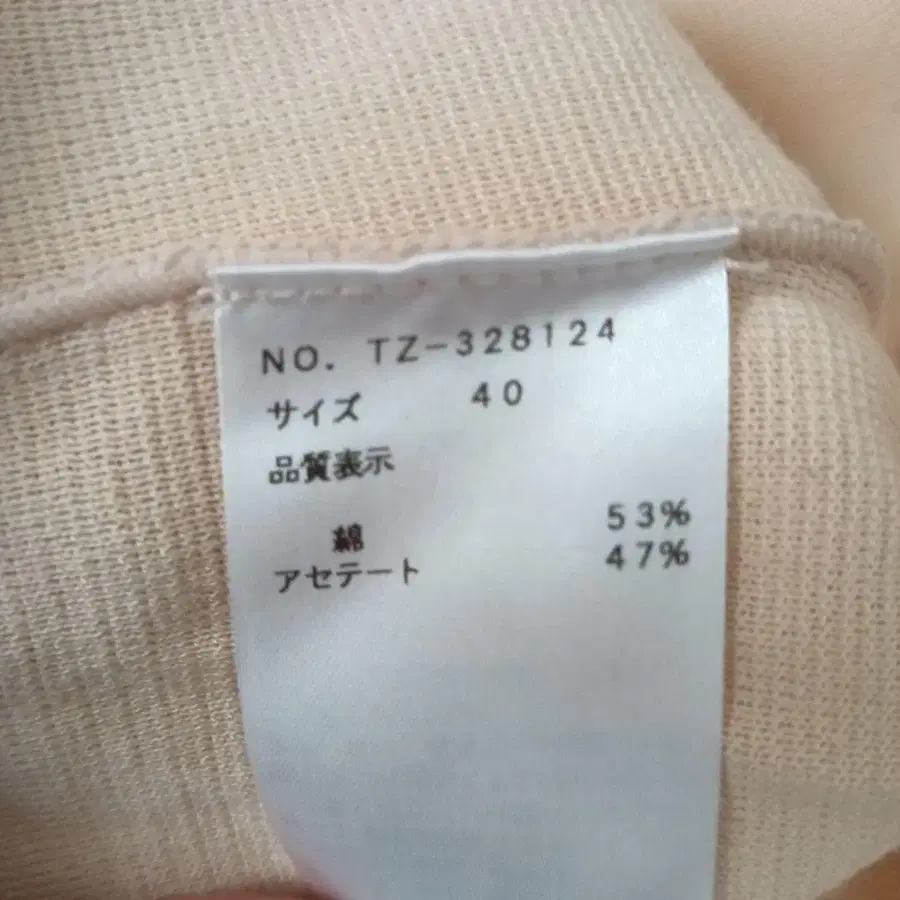 NO. TZ-328124
サイズ 40
品質表示
綿 53%
アセテート 47%